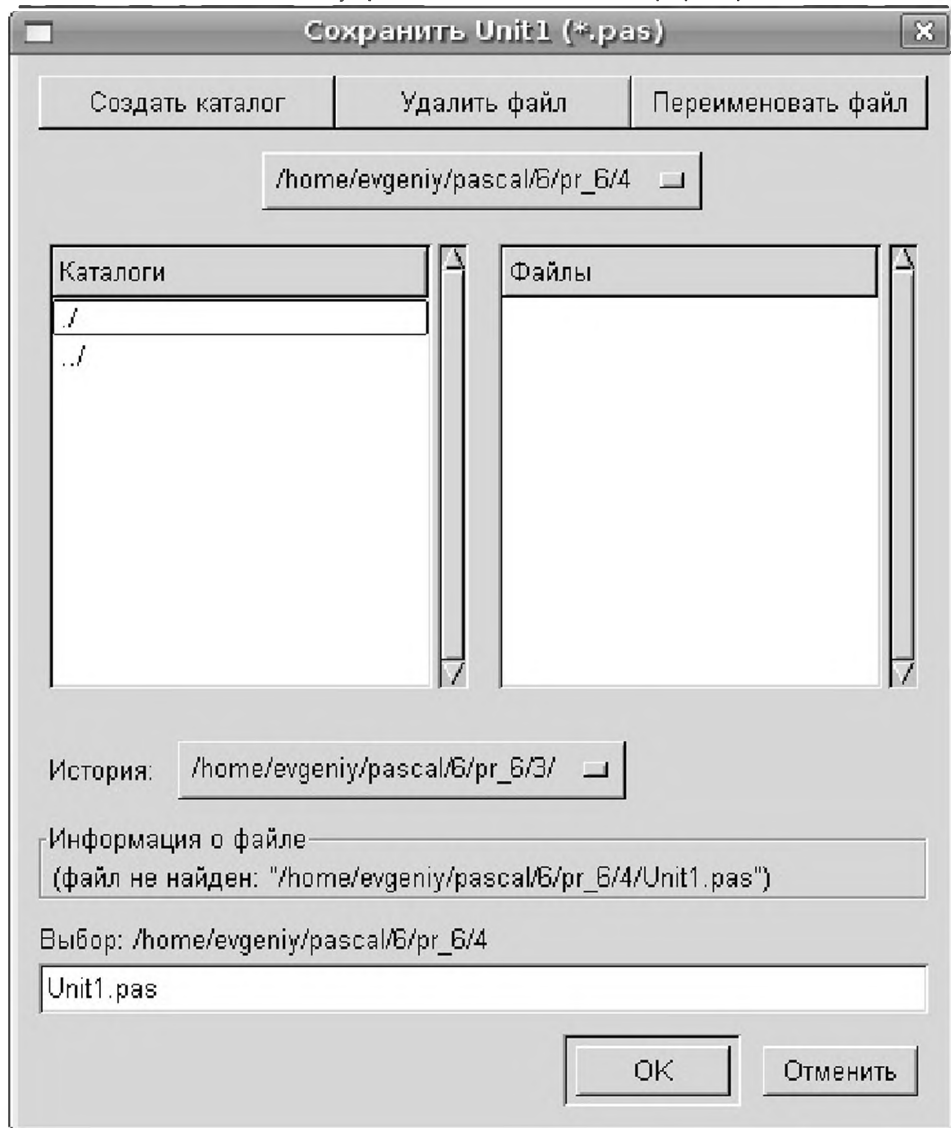 Сохранить Unit1 (*.pas)
Создать каталог Удалить файл Переименовать файл
/home/evgeniy/pascal/6/pr_6/4
Каталоги Файлы
./
../
История: /home/evgeniy/pascal/6/pr_6/3/
Информация о файле
(файл не найден: "/home/evgeniy/pascal/6/pr_6/4/Unit1.pas")
Выбор: /home/evgeniy/pascal/6/pr_6/4
Unit1.pas
OK Отменить